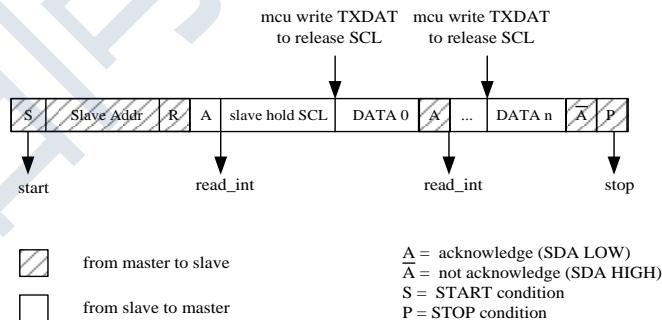 mcu write TXDAT
to release SCL
mcu write TXDAT
to release SCL
S Slave Addr R A slave hold SCL DATA 0 A ... DATA n A̅ P
start
read_int
read_int
stop
from master to slave
from slave to master
A = acknowledge (SDA LOW)
A̅ = not acknowledge (SDA HIGH)
S = START condition
P = STOP condition